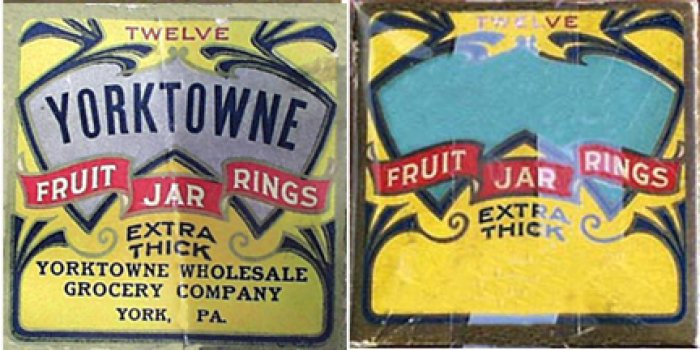 TWELVE
YORKTOWNE
FRUIT JAR RINGS
EXTRA
THICK
YORKTOWNE WHOLESALE
GROCERY COMPANY
YORK, PA.
TWELVE
FRUIT JAR RINGS
EXTRA
THICK